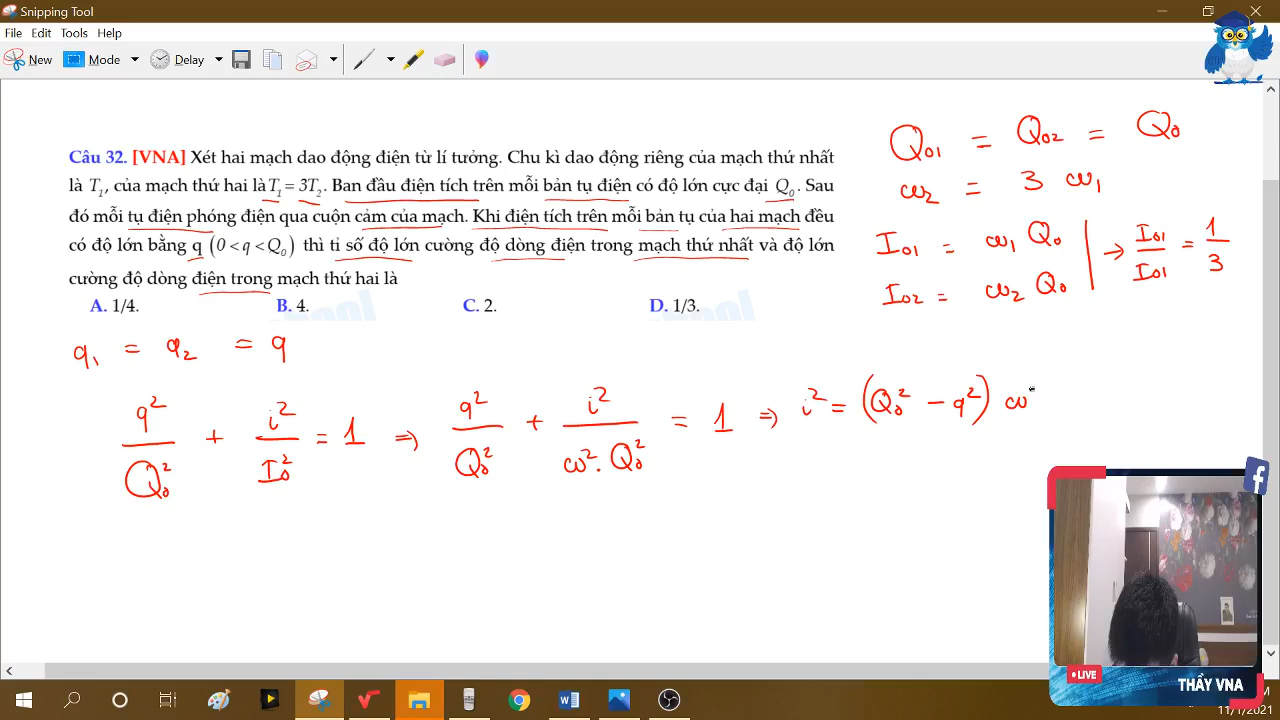 Snipping Tool
File Edit Tools Help
New Mode Delay
Câu 32. [VNA] Xét hai mạch dao động điện từ lí tưởng. Chu kì dao động riêng của mạch thứ nhất
là T₁, của mạch thứ hai là T₁ = 3T₂. Ban đầu điện tích trên mỗi bản tụ điện có độ lớn cực đại Q₀. Sau
đó mỗi tụ điện phóng điện qua cuộn cảm của mạch. Khi điện tích trên mỗi bản tụ của hai mạch đều
có độ lớn bằng q (0 < q < Q₀) thì tỉ số độ lớn cường độ dòng điện trong mạch thứ nhất và độ lớn
cường độ dòng điện trong mạch thứ hai là
A. 1/4. B. 4. C. 2. D. 1/3.
Q₀₁ = Q₀₂ = Q₀
ω₂ = 3 ω₁
I₀₁ = ω₁ Q₀
I₀₂ = ω₂ Q₀
→ I₀₁/I₀₁ = 1/3
q₁ = q₂ = q
q²/Q₀² + i²/I₀² = 1 ⇒ q²/Q₀² + i²/ω².Q₀² = 1 ⇒ i² = (Q₀² − q²) ω
LIVE
THẦY VNA
11/1/2021